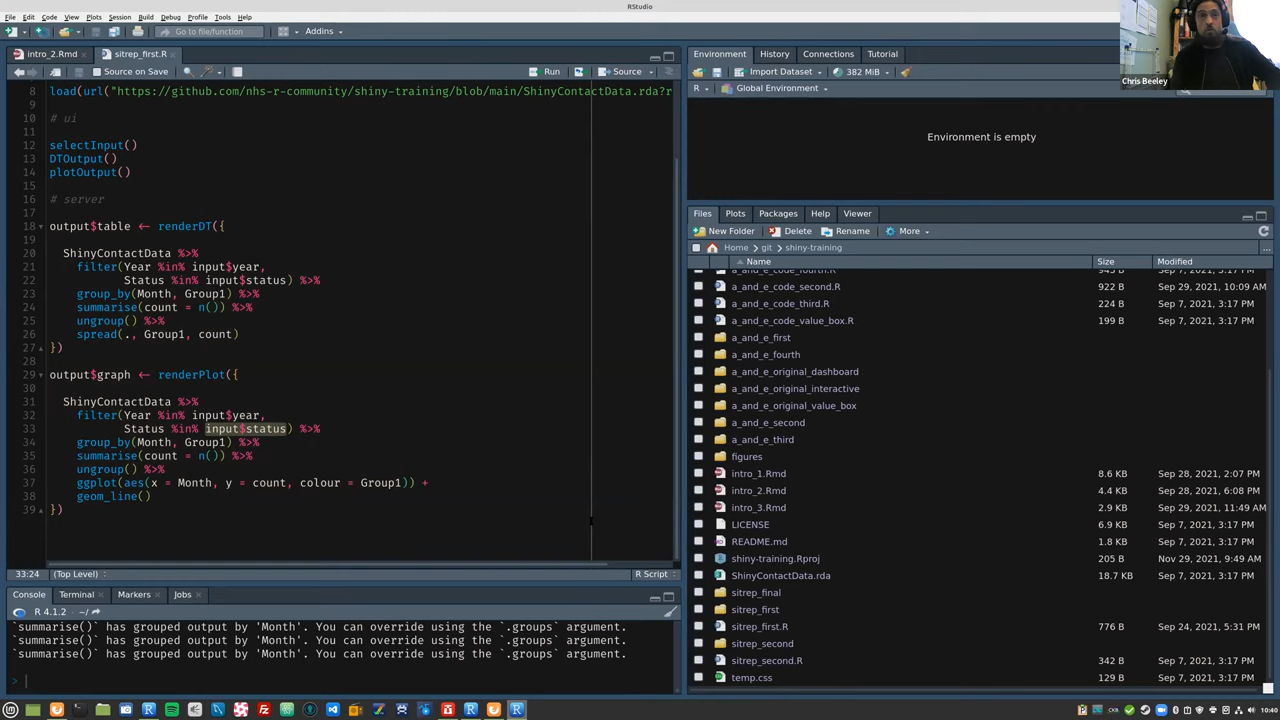 RStudio
File Edit Code View Plots Session Build Debug Profile Tools Help
Go to file/function Addins
intro_2.Rmd sitrep_first.R
Source on Save Run Source
8 load(url("https://github.com/nhs-r-community/shiny-training/blob/main/ShinyContactData.rda?r
9
10 # ui
11
12 selectInput()
13 DTOutput()
14 plotOutput()
15
16 # server
17
18 output$table <- renderDT({
19
20 ShinyContactData %>%
21 filter(Year %in% input$year,
22 Status %in% input$status) %>%
23 group_by(Month, Group1) %>%
24 summarise(count = n()) %>%
25 ungroup() %>%
26 spread(., Group1, count)
27 })
28
29 output$graph <- renderPlot({
30
31 ShinyContactData %>%
32 filter(Year %in% input$year,
33 Status %in% input$status) %>%
34 group_by(Month, Group1) %>%
35 summarise(count = n()) %>%
36 ungroup() %>%
37 ggplot(aes(x = Month, y = count, colour = Group1)) +
38 geom_line()
39 })
33:24 (Top Level) R Script
Console Terminal Markers Jobs
R 4.1.2 · ~/
`summarise()` has grouped output by 'Month'. You can override using the `.groups` argument.
`summarise()` has grouped output by 'Month'. You can override using the `.groups` argument.
`summarise()` has grouped output by 'Month'. You can override using the `.groups` argument.
>
Environment History Connections Tutorial
Import Dataset 382 MiB
R Global Environment
Environment is empty
Chris Beeley
Files Plots Packages Help Viewer
New Folder Delete Rename More
Home git shiny-training
Name Size Modified
a_and_e_code_fourth.R 943 B Sep 7, 2021, 3:17 PM
a_and_e_code_second.R 922 B Sep 29, 2021, 10:09 AM
a_and_e_code_third.R 224 B Sep 7, 2021, 3:17 PM
a_and_e_code_value_box.R 199 B Sep 7, 2021, 3:17 PM
a_and_e_first
a_and_e_fourth
a_and_e_original_dashboard
a_and_e_original_interactive
a_and_e_original_value_box
a_and_e_second
a_and_e_third
figures
intro_1.Rmd 8.6 KB Sep 28, 2021, 2:07 PM
intro_2.Rmd 4.4 KB Sep 28, 2021, 6:08 PM
intro_3.Rmd 2.9 KB Sep 29, 2021, 11:49 AM
LICENSE 6.9 KB Sep 7, 2021, 3:17 PM
README.md 1.8 KB Sep 7, 2021, 3:17 PM
shiny-training.Rproj 205 B Nov 29, 2021, 9:49 AM
ShinyContactData.rda 18.7 KB Sep 7, 2021, 3:17 PM
sitrep_final
sitrep_first
sitrep_first.R 776 B Sep 24, 2021, 5:31 PM
sitrep_second
sitrep_second.R 342 B Sep 7, 2021, 3:17 PM
temp.css 129 B Sep 7, 2021, 3:17 PM
10:40